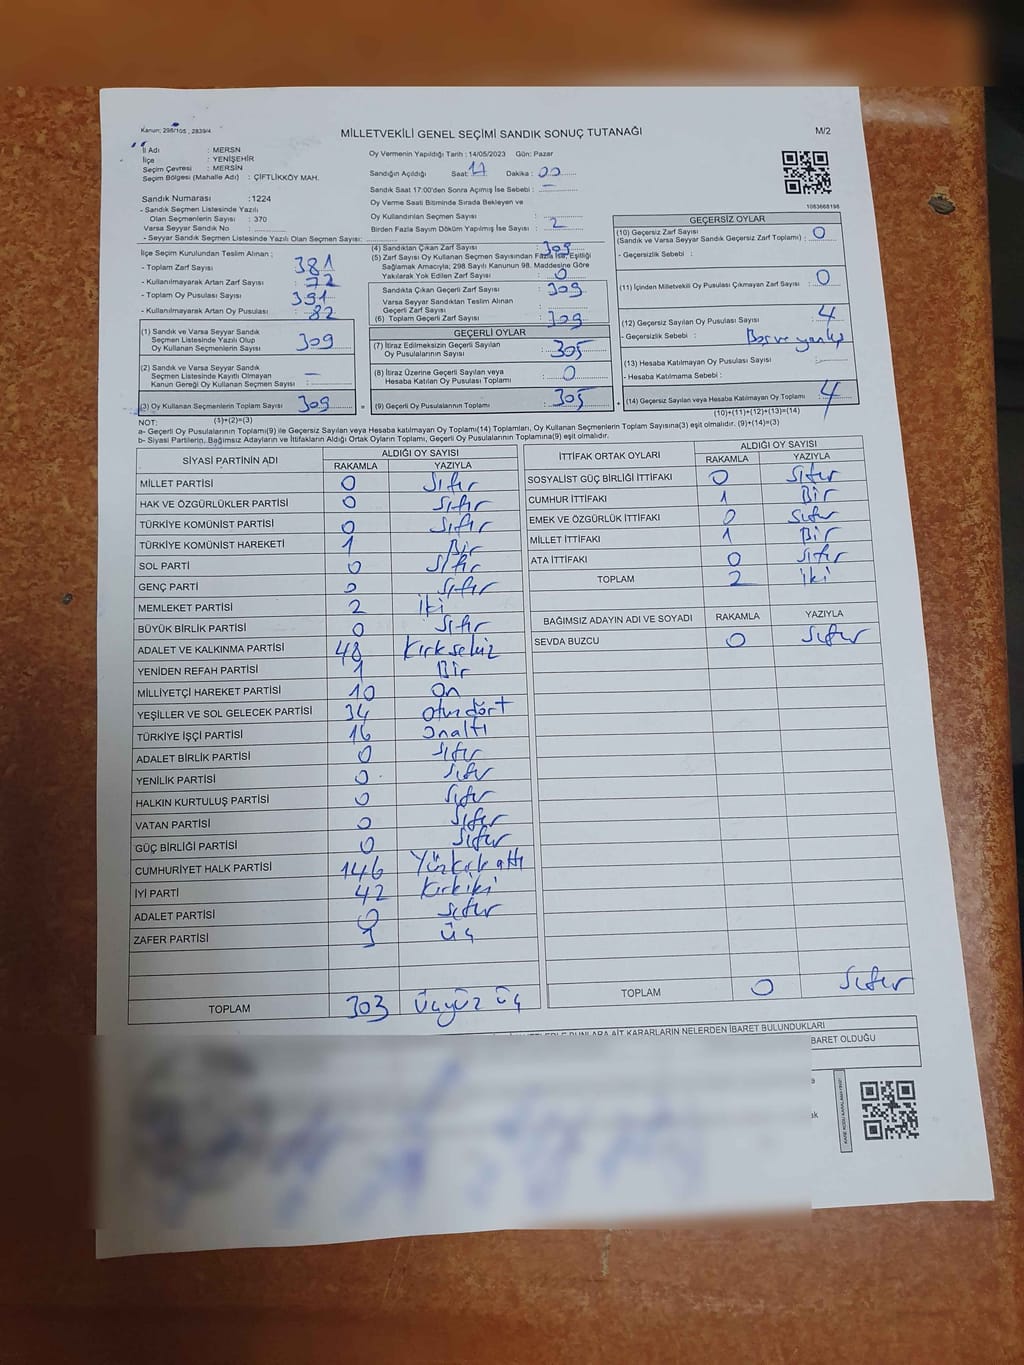 Kanun; 298/105 , 2839/4
MİLLETVEKİLİ GENEL SEÇİMİ SANDIK SONUÇ TUTANAĞI
M/2
İl Adı : MERSN
İlçe : YENİŞEHİR
Seçim Çevresi : MERSİN
Seçim Bölgesi (Mahalle Adı) : ÇİFTLİKKÖY MAH.
Sandık Numarası : 1224
- Sandık Seçmen Listesinde Yazılı
Olan Seçmenlerin Sayısı : 370
Varsa Seyyar Sandık No :
- Seyyar Sandık Seçmen Listesinde Yazılı Olan Seçmen Sayısı:
Oy Vermenin Yapıldığı Tarih : 14/05/2023 Gün: Pazar
Sandığın Açıldığı Saat: 17 Dakika : 00
Sandık Saat 17:00'den Sonra Açımış İse Sebebi : —
Oy Verme Saati Bitiminde Sırada Bekleyen ve
Oy Kullandırılan Seçmen Sayısı :
Birden Fazla Sayım Döküm Yapılmış İse Sayısı : 2
1083668198
İlçe Seçim Kurulundan Teslim Alınan ;
- Toplam Zarf Sayısı : 381
- Kullanılmayarak Artan Zarf Sayısı : 72
- Toplam Oy Pusulası Sayısı 391
- Kullanılmayarak Artan Oy Pusulası : 82
(1) Sandık ve Varsa Seyyar Sandık
Seçmen Listesinde Yazılı Olup
Oy Kullanan Seçmenlerin Sayısı : 309
(2) Sandık ve Varsa Seyyar Sandık
Seçmen Listesinde Kayıtlı Olmayan
Kanun Gereği Oy Kullanan Seçmen Sayısı : —
(3) Oy Kullanan Seçmenlerin Toplam Sayısı : 309
(4) Sandıktan Çıkan Zarf Sayısı : 309
(5) Zarf Sayısı Oy Kullanan Seçmen Sayısından Fazla İse, Eşitliği
Sağlamak Amacıyla; 298 Sayılı Kanunun 98. Maddesine Göre
Yakılarak Yok Edilen Zarf Sayısı : 0
Sandıkta Çıkan Geçerli Zarf Sayısı : 309
Varsa Seyyar Sandıktan Teslim Alınan
Geçerli Zarf Sayısı :
(6) Toplam Geçerli Zarf Sayısı : 309
GEÇERLİ OYLAR
(7) İtiraz Edilmeksizin Geçerli Sayılan
Oy Pusulalarının Sayısı : 305
(8) İtiraz Üzerine Geçerli Sayılan veya
Hesaba Katılan Oy Pusulası Toplamı : 0
= (9) Geçerli Oy Pusulalarının Toplamı : 305
GEÇERSİZ OYLAR
(10) Geçersiz Zarf Sayısı
(Sandık ve Varsa Seyyar Sandık Geçersiz Zarf Toplamı) : 0
- Geçersizlik Sebebi :
(11) İçinden Milletvekili Oy Pusulası Çıkmayan Zarf Sayısı : 0
(12) Geçersiz Sayılan Oy Pusulası Sayısı : 4
- Geçersizlik Sebebi : Boş ve yanlış
(13) Hesaba Katılmayan Oy Pusulası Sayısı :
- Hesaba Katılmama Sebebi :
+ (14) Geçersiz Sayılan veya Hesaba Katılmayan Oy Toplamı : 4
(10)+(11)+(12)+(13)=(14)
NOT: (1)+(2)=(3)
a- Geçerli Oy Pusulalarının Toplamı(9) ile Geçersiz Sayılan veya Hesaba katılmayan Oy Toplamı(14) Toplamları, Oy Kullanan Seçmenlerin Toplam Sayısına(3) eşit olmalıdır. (9)+(14)=(3)
b- Siyasi Partilerin, Bağımsız Adayların ve İttifakların Aldığı Ortak Oyların Toplamı, Geçerli Oy Pusulalarının Toplamına(9) eşit olmalıdır.
SİYASİ PARTİNİN ADI ALDIĞI OY SAYISI
RAKAMLA YAZIYLA
MİLLET PARTİSİ 0 Sıfır
HAK VE ÖZGÜRLÜKLER PARTİSİ 0 Sıfır
TÜRKİYE KOMÜNİST PARTİSİ 0 Sıfır
TÜRKİYE KOMÜNİST HAREKETİ 1 Bir
SOL PARTİ 0 Sıfır
GENÇ PARTİ 0 Sıfır
MEMLEKET PARTİSİ 2 İki
BÜYÜK BİRLİK PARTİSİ 0 Sıfır
ADALET VE KALKINMA PARTİSİ 48 Kırksekiz
YENİDEN REFAH PARTİSİ 1 Bir
MİLLİYETÇİ HAREKET PARTİSİ 10 On
YEŞİLLER VE SOL GELECEK PARTİSİ 34 Otuzdört
TÜRKİYE İŞÇİ PARTİSİ 16 Onaltı
ADALET BİRLİK PARTİSİ 0 Sıfır
YENİLİK PARTİSİ 0 Sıfır
HALKIN KURTULUŞ PARTİSİ 0 Sıfır
VATAN PARTİSİ 0 Sıfır
GÜÇ BİRLİĞİ PARTİSİ 0 Sıfır
CUMHURİYET HALK PARTİSİ 146 Yüzkırkaltı
İYİ PARTİ 42 Kırkiki
ADALET PARTİSİ 0 Sıfır
ZAFER PARTİSİ 3 Üç
TOPLAM 303 Üçyüz Üç
İTTİFAK ORTAK OYLARI ALDIĞI OY SAYISI
RAKAMLA YAZIYLA
SOSYALİST GÜÇ BİRLİĞİ İTTİFAKI 0 Sıfır
CUMHUR İTTİFAKI 1 Bir
EMEK VE ÖZGÜRLÜK İTTİFAKI 0 Sıfır
MİLLET İTTİFAKI 1 Bir
ATA İTTİFAKI 0 Sıfır
TOPLAM 2 İki
BAĞIMSIZ ADAYIN ADI VE SOYADI RAKAMLA YAZIYLA
SEVDA BUZCU 0 Sıfır
TOPLAM 0 Sıfır
AİT KARARLARIN NELERDEN İBARET BULUNDUKLARI
BARET OLDUĞU